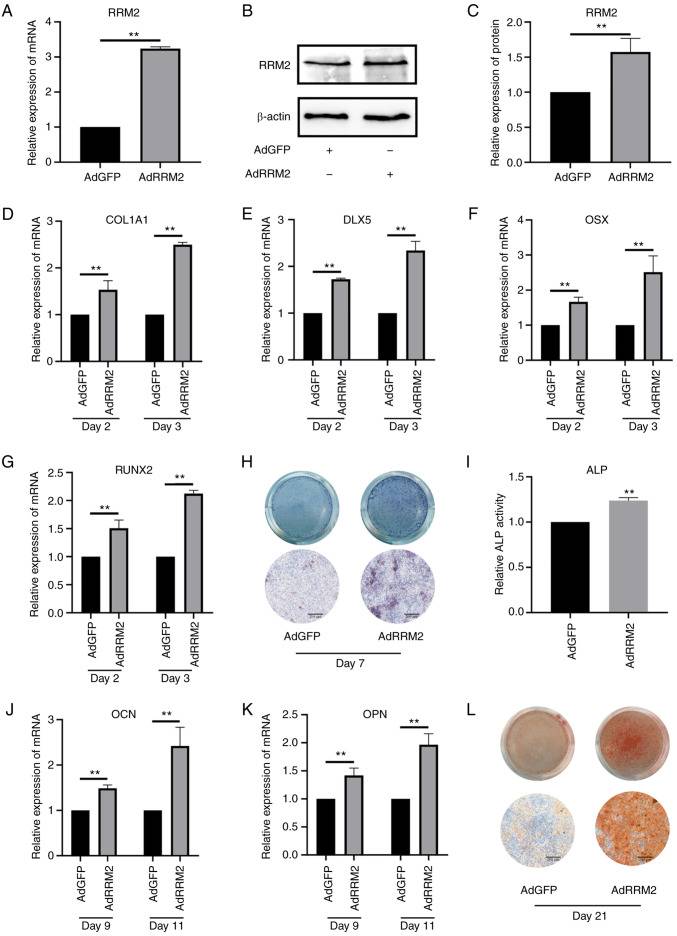 A
RRM2
Relative expression of mRNA
4
3
2
1
0
**
AdGFP
AdRRM2
B
RRM2
β-actin
AdGFP + –
AdRRM2 – +
C
RRM2
Relative expression of protein
2.0
1.5
1.0
0.5
0.0
**
AdGFP
AdRRM2
D
COL1A1
Relative expression of mRNA
3
2
1
0
**
**
AdGFP
AdRRM2
AdGFP
AdRRM2
Day 2
Day 3
E
DLX5
Relative expression of mRNA
3
2
1
0
**
**
AdGFP
AdRRM2
AdGFP
AdRRM2
Day 2
Day 3
F
OSX
Relative expression of mRNA
4
3
2
1
0
**
**
AdGFP
AdRRM2
AdGFP
AdRRM2
Day 2
Day 3
G
RUNX2
Relative expression of mRNA
2.5
2.0
1.5
1.0
0.5
0.0
**
**
AdGFP
AdRRM2
AdGFP
AdRRM2
Day 2
Day 3
H
AdGFP
AdRRM2
Day 7
I
ALP
Relative ALP activity
1.5
1.0
0.5
0.0
**
AdGFP
AdRRM2
J
OCN
Relative expression of mRNA
3
2
1
0
**
**
AdGFP
AdRRM2
AdGFP
AdRRM2
Day 9
Day 11
K
OPN
Relative expression of mRNA
2.5
2.0
1.5
1.0
0.5
0.0
**
**
AdGFP
AdRRM2
AdGFP
AdRRM2
Day 9
Day 11
L
AdGFP
AdRRM2
Day 21